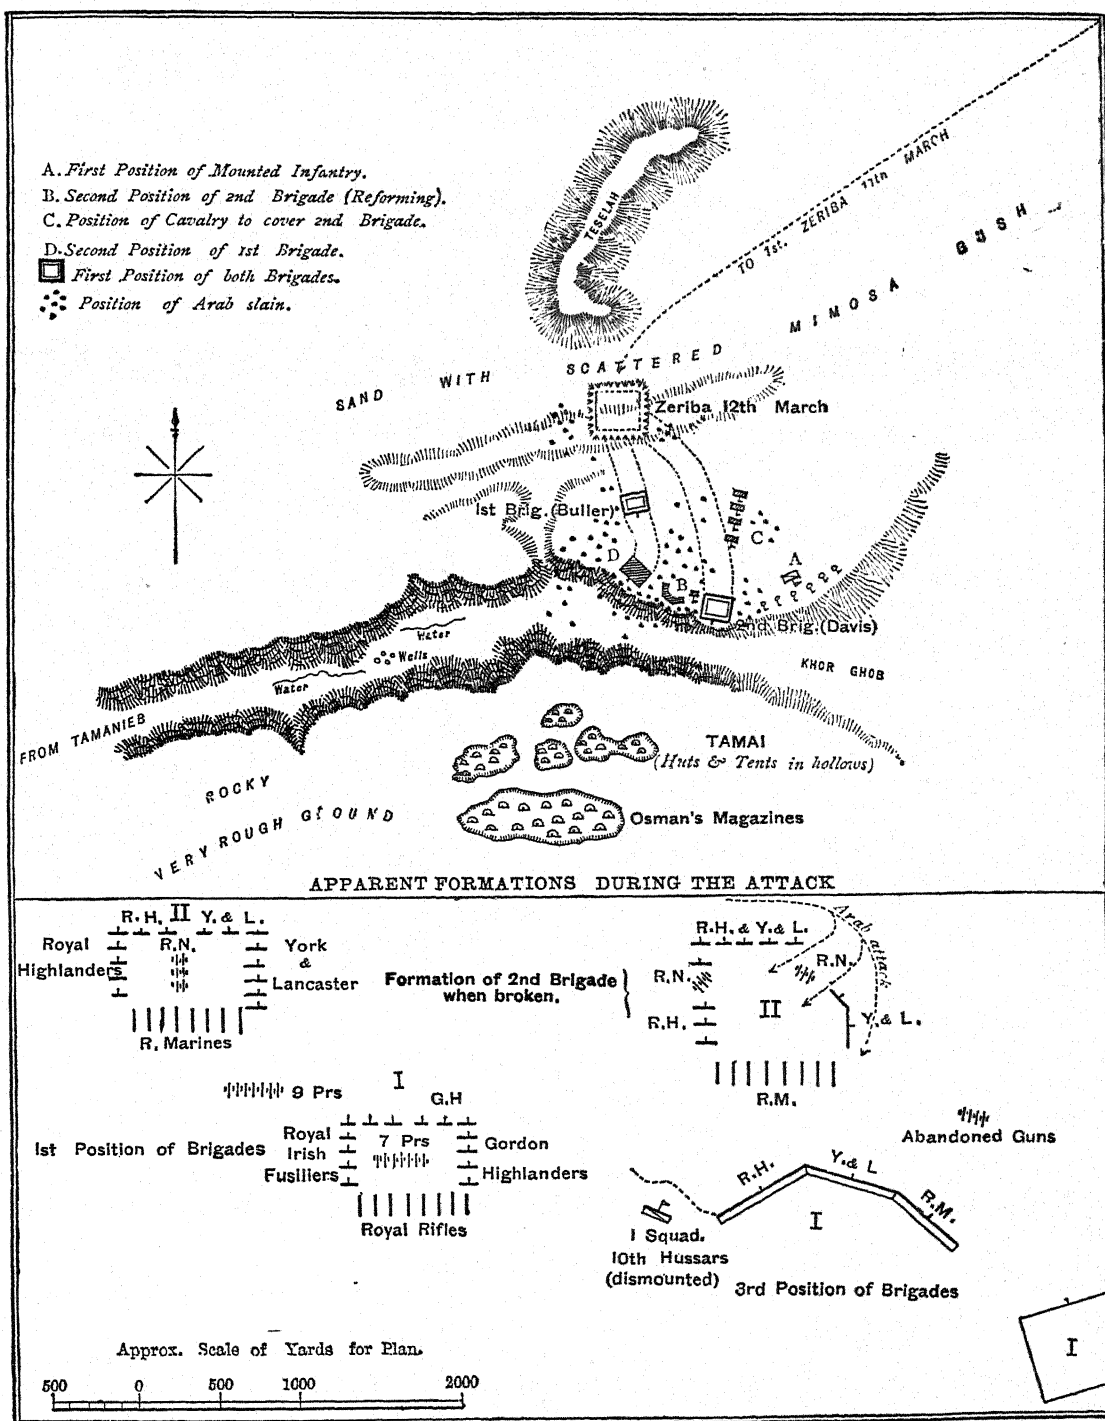 A. First Position of Mounted Infantry.
B. Second Position of 2nd Brigade (Reforming).
C. Position of Cavalry to cover 2nd Brigade.
D. Second Position of 1st Brigade.
First Position of both Brigades.
Position of Arab slain.
TESELAH
TO 1st. ZERIBA 11th MARCH
SAND WITH SCATTERED MIMOSA BUSH
Zeriba 12th March
1st Brig. (Buller)
C
D
A
B
2nd Brig. (Davis)
Water
Wells
Water
KHOR GHOB
FROM TAMANIEB
TAMAI
(Huts & Tents in hollows)
ROCKY
VERY ROUGH GROUND
Osman's Magazines
APPARENT FORMATIONS DURING THE ATTACK
R.H. II Y. & L.
Royal
Highlanders
R.N.
York
&
Lancaster
R. Marines
Formation of 2nd Brigade
when broken.
R.H. & Y. & L.
Arab attack
R.N.
R.N.
II
R.H.
Y. & L.
R.M.
9 Prs
I
G.H
1st Position of Brigades
Royal
Irish
Fusiliers
7 Prs
Gordon
Highlanders
Royal Rifles
Abandoned Guns
R.H.
Y. & L
R.M.
I
1 Squad.
10th Hussars
(dismounted)
3rd Position of Brigades
I
Approx. Scale of Yards for Plan.
500 0 500 1000 2000